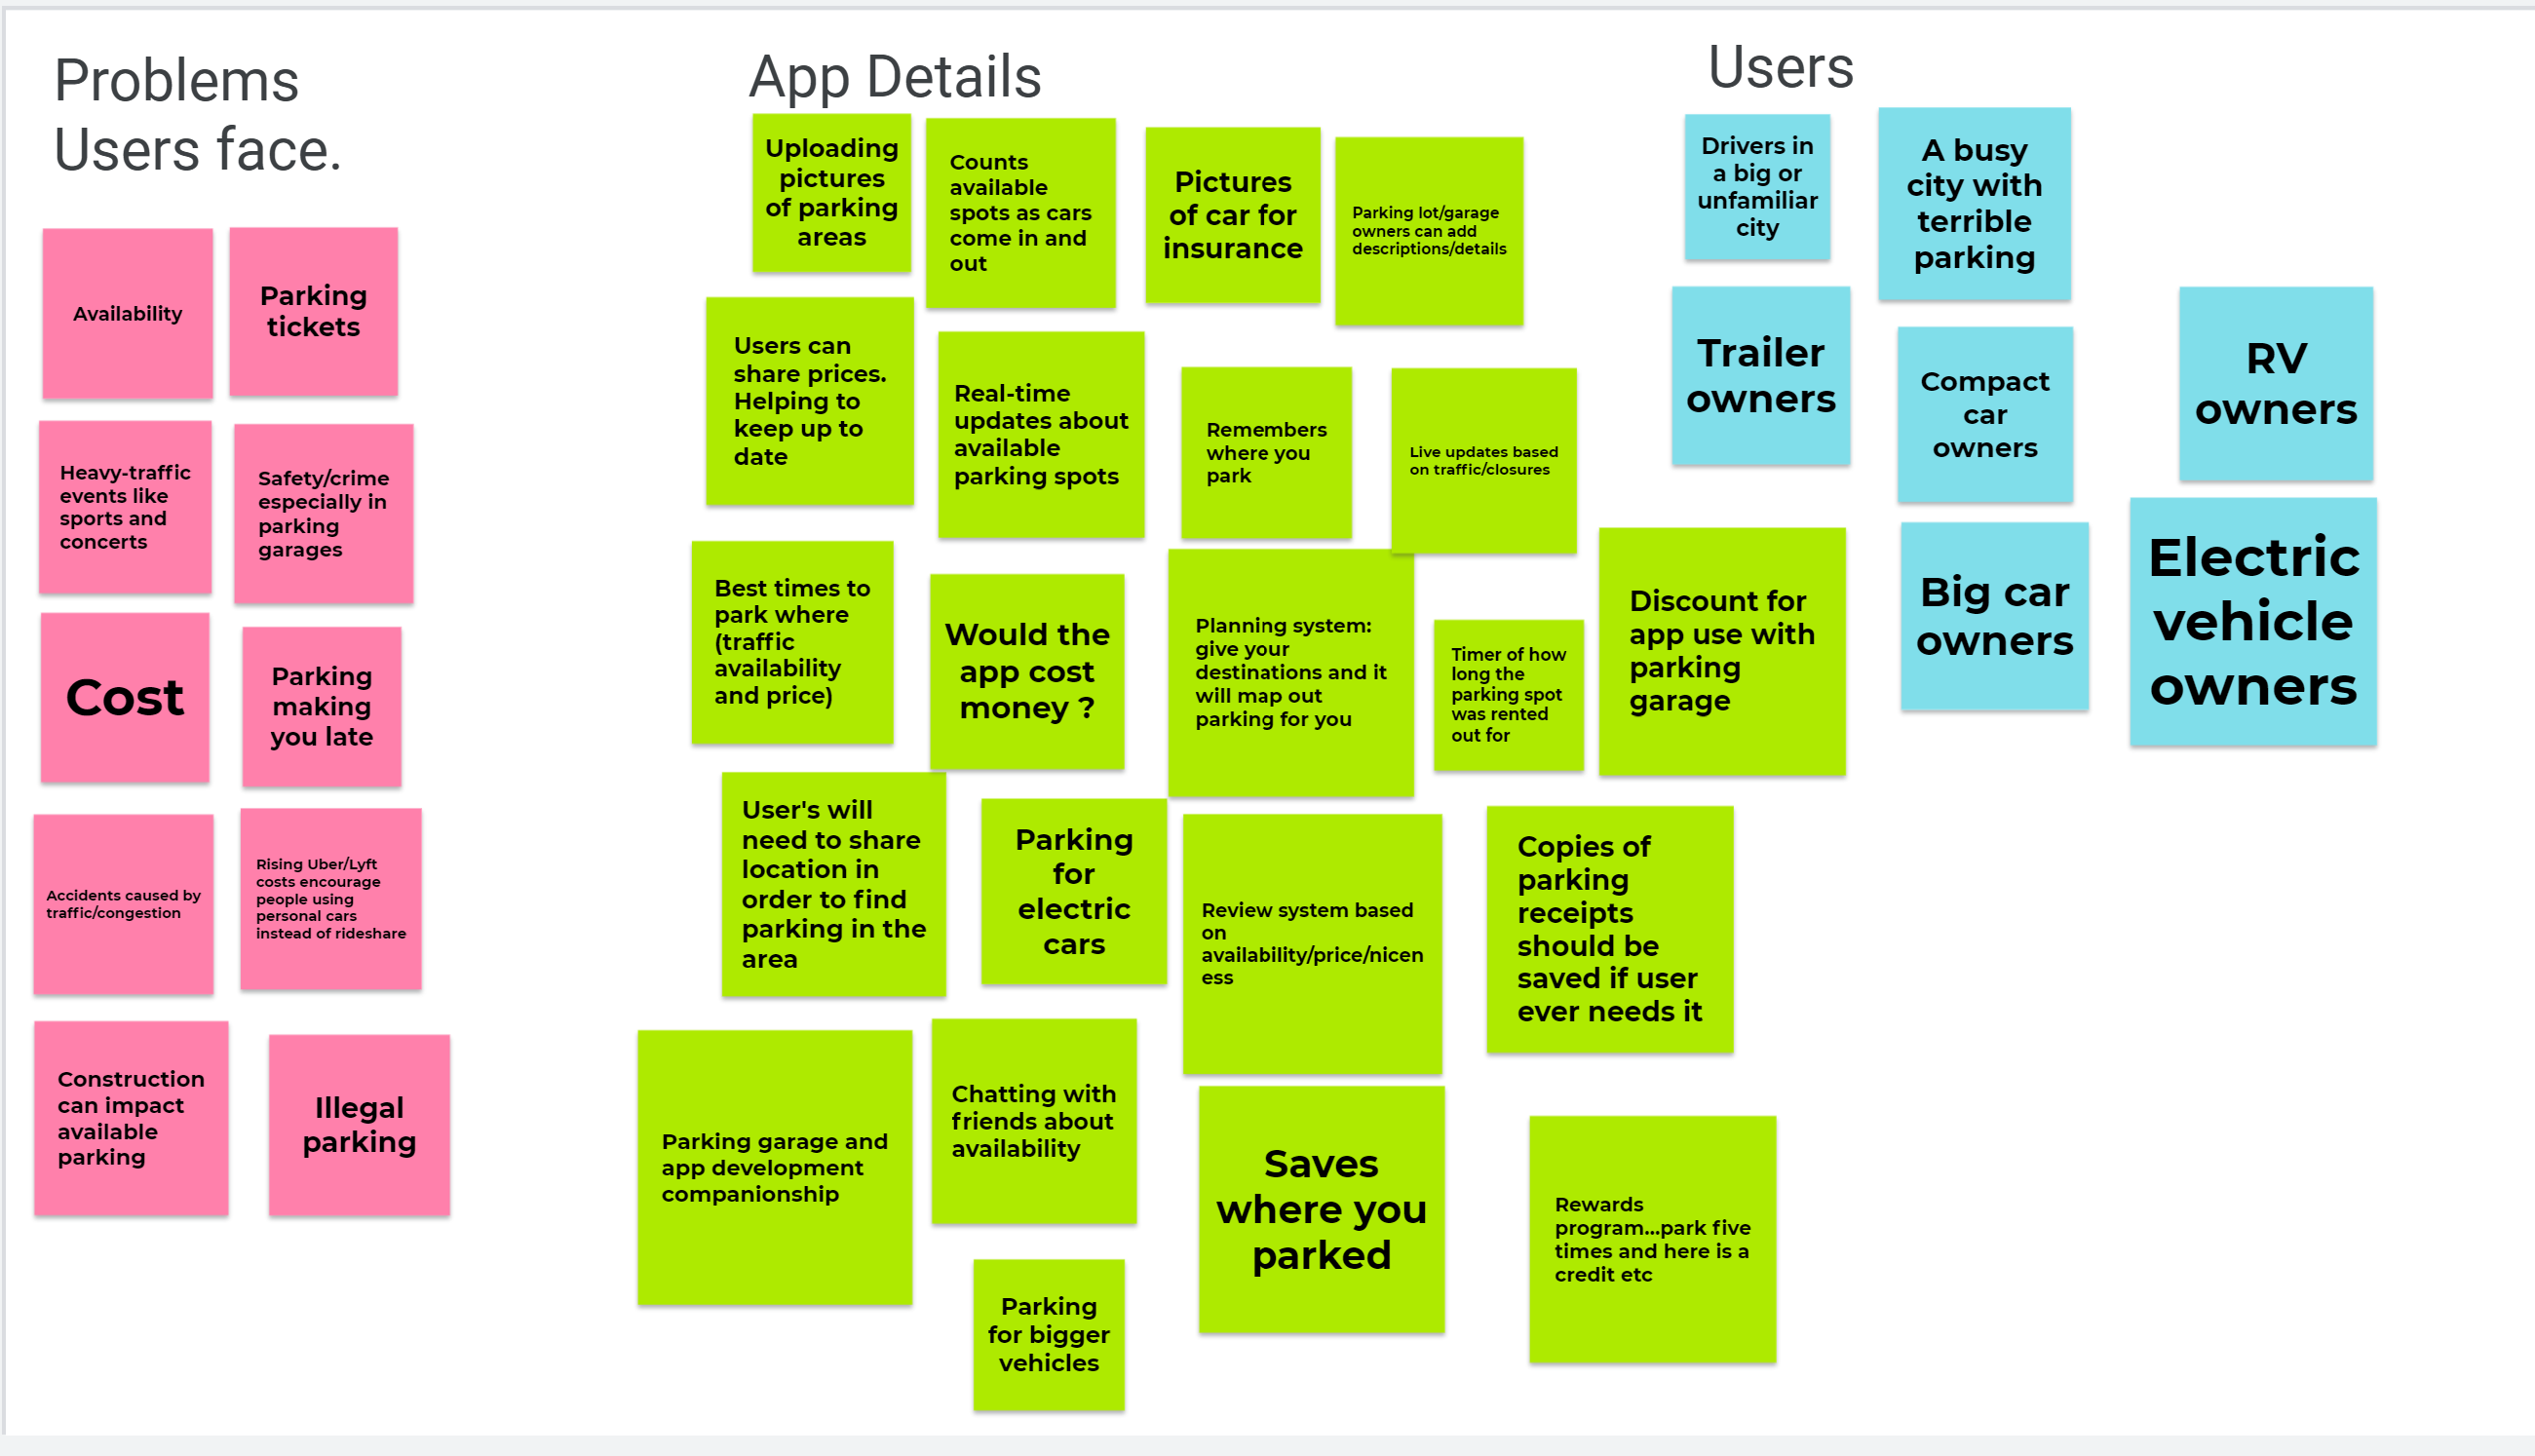 Problems
Users face.
Availability
Parking
tickets
Heavy-traffic
events like
sports and
concerts
Safety/crime
especially in
parking
garages
Cost
Parking
making
you late
Accidents caused by
traffic/congestion
Rising Uber/Lyft
costs encourage
people using
personal cars
instead of rideshare
Construction
can impact
available
parking
Illegal
parking
App Details
Uploading
pictures
of parking
areas
Counts
available
spots as cars
come in and
out
Pictures
of car for
insurance
Parking lot/garage
owners can add
descriptions/details
Users can
share prices.
Helping to
keep up to
date
Real-time
updates about
available
parking spots
Remembers
where you
park
Live updates based
on traffic/closures
Best times to
park where
(traffic
availability
and price)
Would the
app cost
money ?
Planning system:
give your
destinations and it
will map out
parking for you
Timer of how
long the
parking spot
was rented
out for
Discount for
app use with
parking
garage
User's will
need to share
location in
order to find
parking in the
area
Parking
for
electric
cars
Review system based
on
availability/price/nicen
ess
Copies of
parking
receipts
should be
saved if user
ever needs it
Parking garage and
app development
companionship
Chatting with
friends about
availability
Saves
where you
parked
Rewards
program...park five
times and here is a
credit etc
Parking
for bigger
vehicles
Users
Drivers in
a big or
unfamiliar
city
A busy
city with
terrible
parking
Trailer
owners
Compact
car
owners
RV
owners
Big car
owners
Electric
vehicle
owners